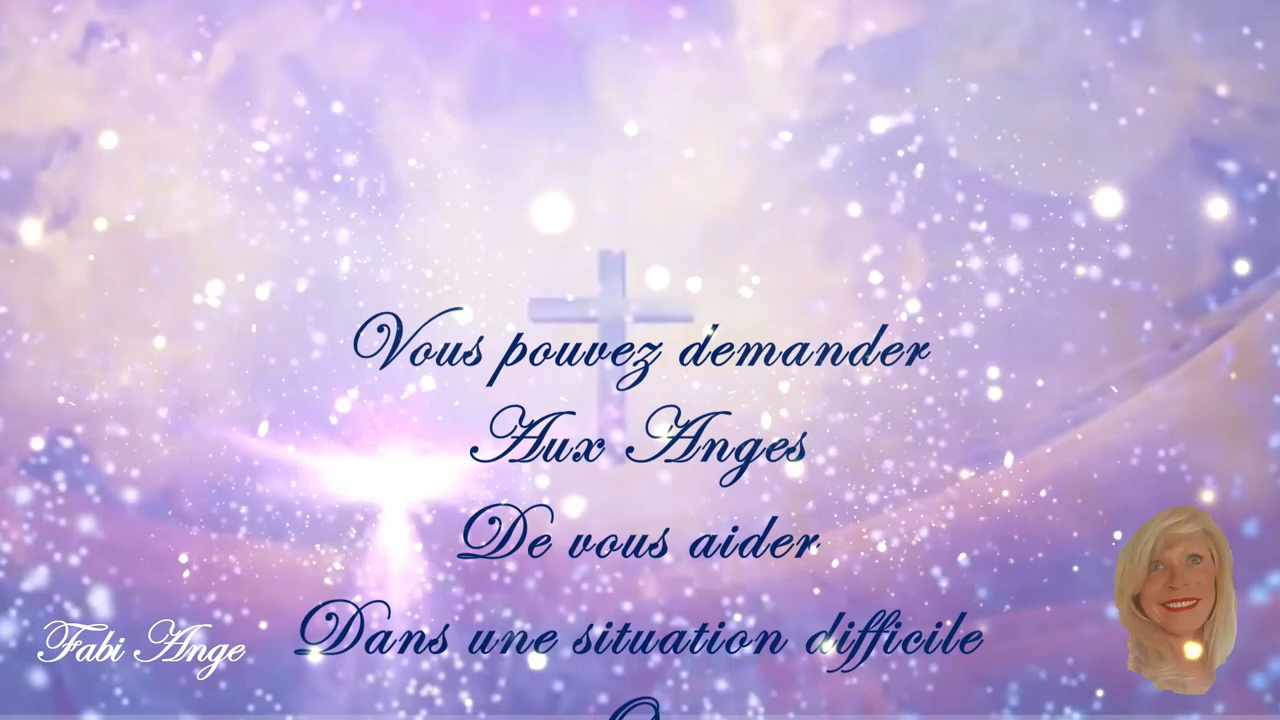 Vous pouvez demander
Aux Anges
De vous aider
Dans une situation difficile
Fabi Ange